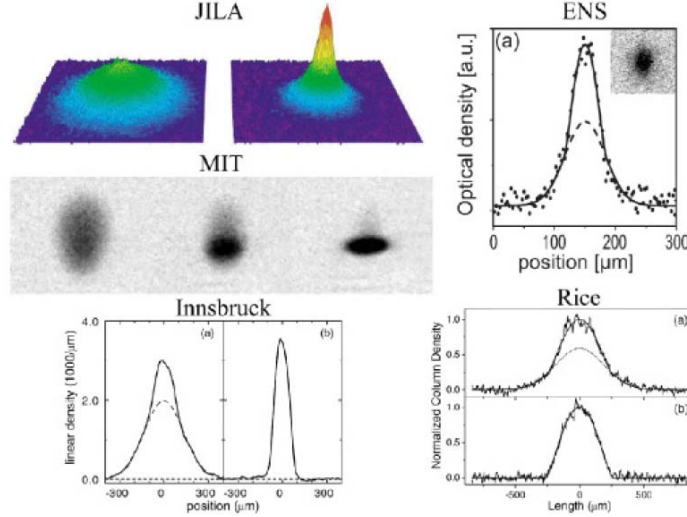 JILA
ENS
(a)
Optical density [a.u.]
0 100 200 300
position [µm]
MIT
Innsbruck
(a) (b)
4.0
2.0
0.0
linear density (1000/µm)
-300 0 300 -300 0 300
position (µm)
Rice
(a)
1.0
0.5
0.0
(b)
1.0
0.5
0.0
Normalized Column Density
-500 0 500
Length (µm)